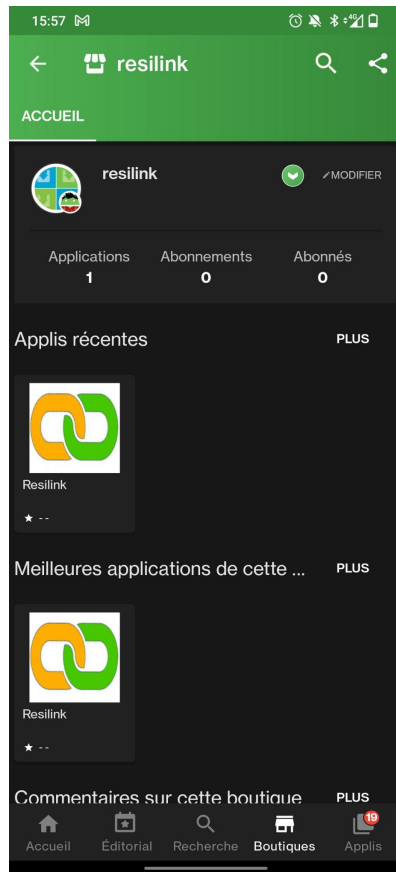 15:57
4G
resilink
ACCUEIL
resilink
MODIFIER
Applications Abonnements Abonnés
1 0 0
Applis récentes PLUS
Resilink
--
Meilleures applications de cette ... PLUS
Resilink
--
Commentaires sur cette boutique PLUS
19
Accueil Éditorial Recherche Boutiques Applis